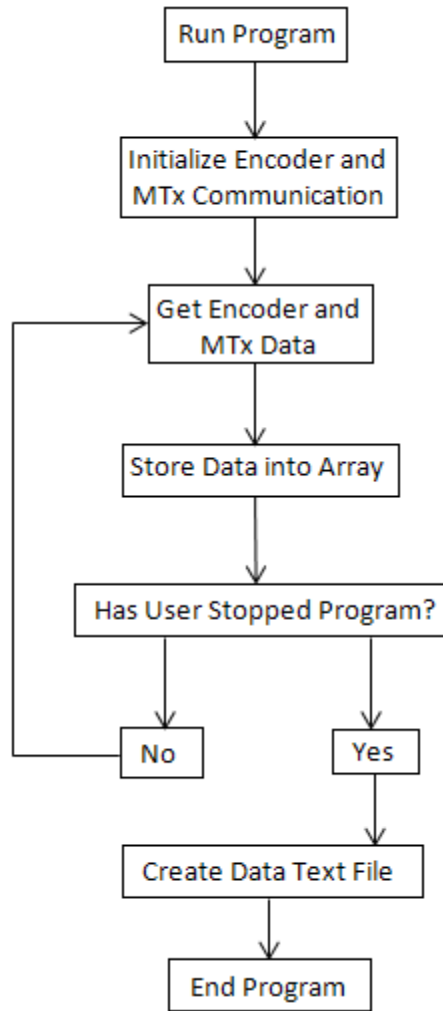 Run Program
Initialize Encoder and
MTx Communication
Get Encoder and
MTx Data
Store Data into Array
Has User Stopped Program?
No
Yes
Create Data Text File
End Program